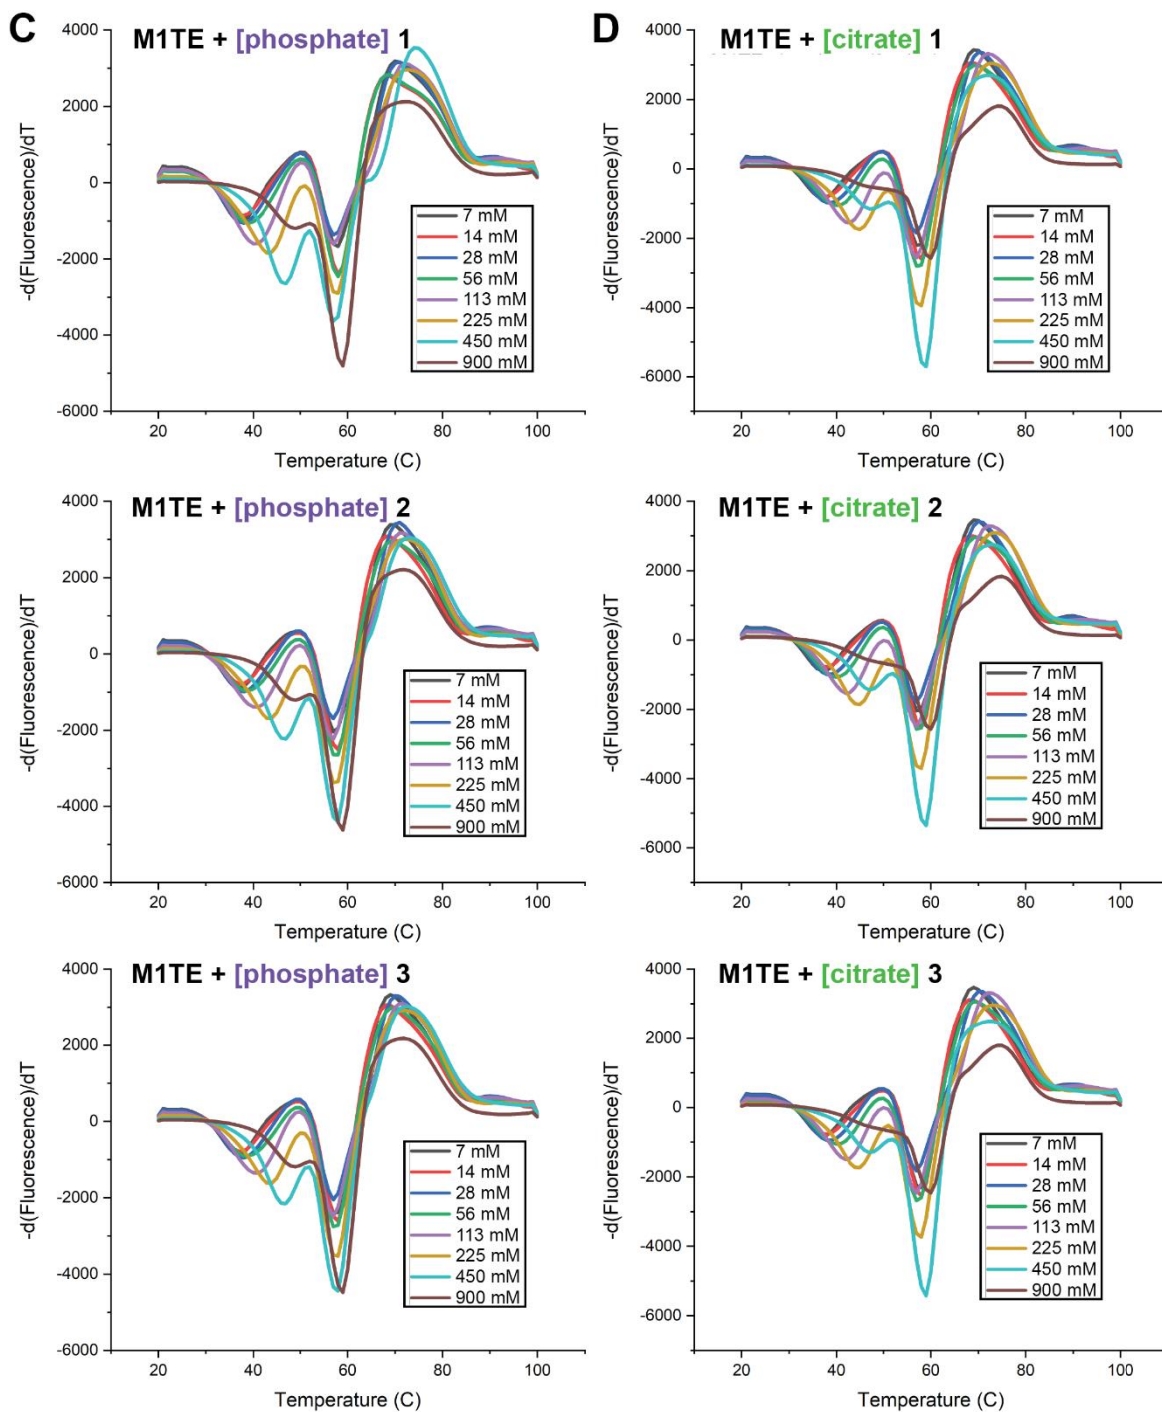 C
M1TE + [phosphate] 1
4000
2000
0
-2000
-4000
-6000
-d(Fluorescence)/dT
7 mM
14 mM
28 mM
56 mM
113 mM
225 mM
450 mM
900 mM
20
40
60
80
100
Temperature (C)
D
M1TE + [citrate] 1
4000
2000
0
-2000
-4000
-6000
-d(Fluorescence)/dT
7 mM
14 mM
28 mM
56 mM
113 mM
225 mM
450 mM
900 mM
20
40
60
80
100
Temperature (C)
M1TE + [phosphate] 2
4000
2000
0
-2000
-4000
-6000
-d(Fluorescence)/dT
7 mM
14 mM
28 mM
56 mM
113 mM
225 mM
450 mM
900 mM
20
40
60
80
100
Temperature (C)
M1TE + [citrate] 2
4000
2000
0
-2000
-4000
-6000
-d(Fluorescence)/dT
7 mM
14 mM
28 mM
56 mM
113 mM
225 mM
450 mM
900 mM
20
40
60
80
100
Temperature (C)
M1TE + [phosphate] 3
4000
2000
0
-2000
-4000
-6000
-d(Fluorescence)/dT
7 mM
14 mM
28 mM
56 mM
113 mM
225 mM
450 mM
900 mM
20
40
60
80
100
Temperature (C)
M1TE + [citrate] 3
4000
2000
0
-2000
-4000
-6000
-d(Fluorescence)/dT
7 mM
14 mM
28 mM
56 mM
113 mM
225 mM
450 mM
900 mM
20
40
60
80
100
Temperature (C)